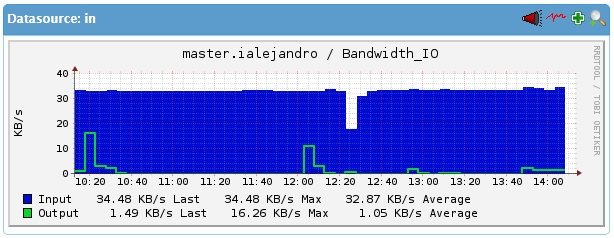 Datasource: in
master.ialejandro / Bandwidth_IO
RRDTOOL / TOBI OETIKER
KB/s
40
30
20
10
0
10:20 10:40 11:00 11:20 11:40 12:00 12:20 12:40 13:00 13:20 13:40 14:00
Input 34.48 KB/s Last 34.48 KB/s Max 32.87 KB/s Average
Output 1.49 KB/s Last 16.26 KB/s Max 1.05 KB/s Average